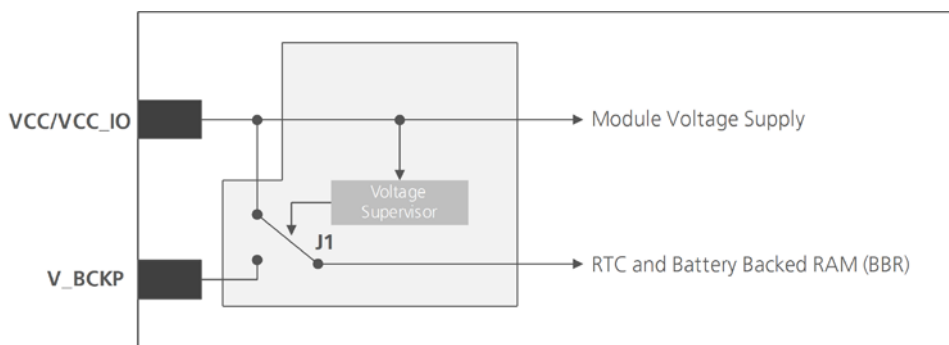 VCC/VCC_IO
Module Voltage Supply
Voltage
Supervisor
J1
V_BCKP
RTC and Battery Backed RAM (BBR)